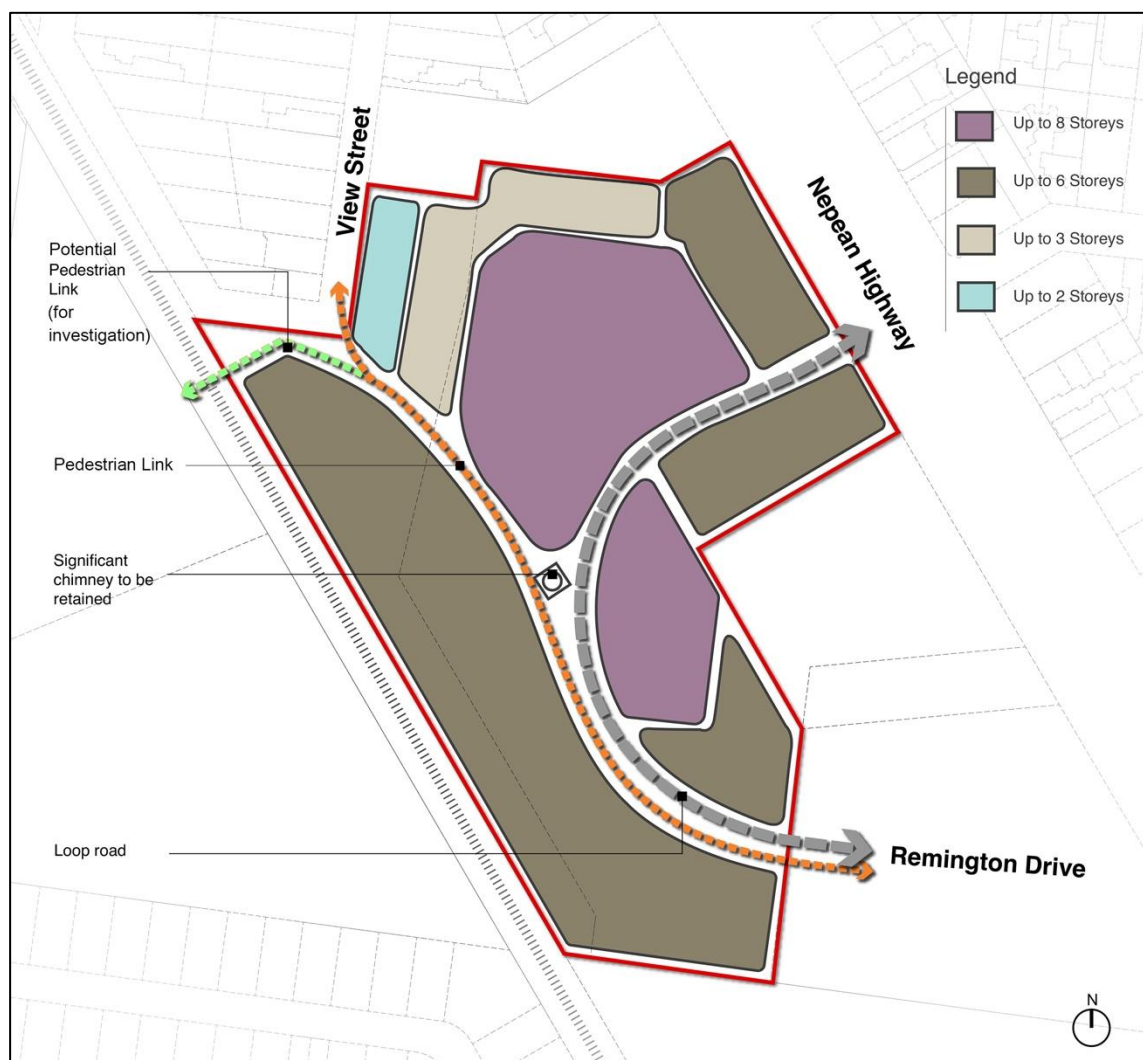 Legend
Up to 8 Storeys
Up to 6 Storeys
Up to 3 Storeys
Up to 2 Storeys
View Street
Nepean Highway
Potential
Pedestrian
Link
(for
investigation)
Pedestrian Link
Significant
chimney to be
retained
Loop road
Remington Drive
N